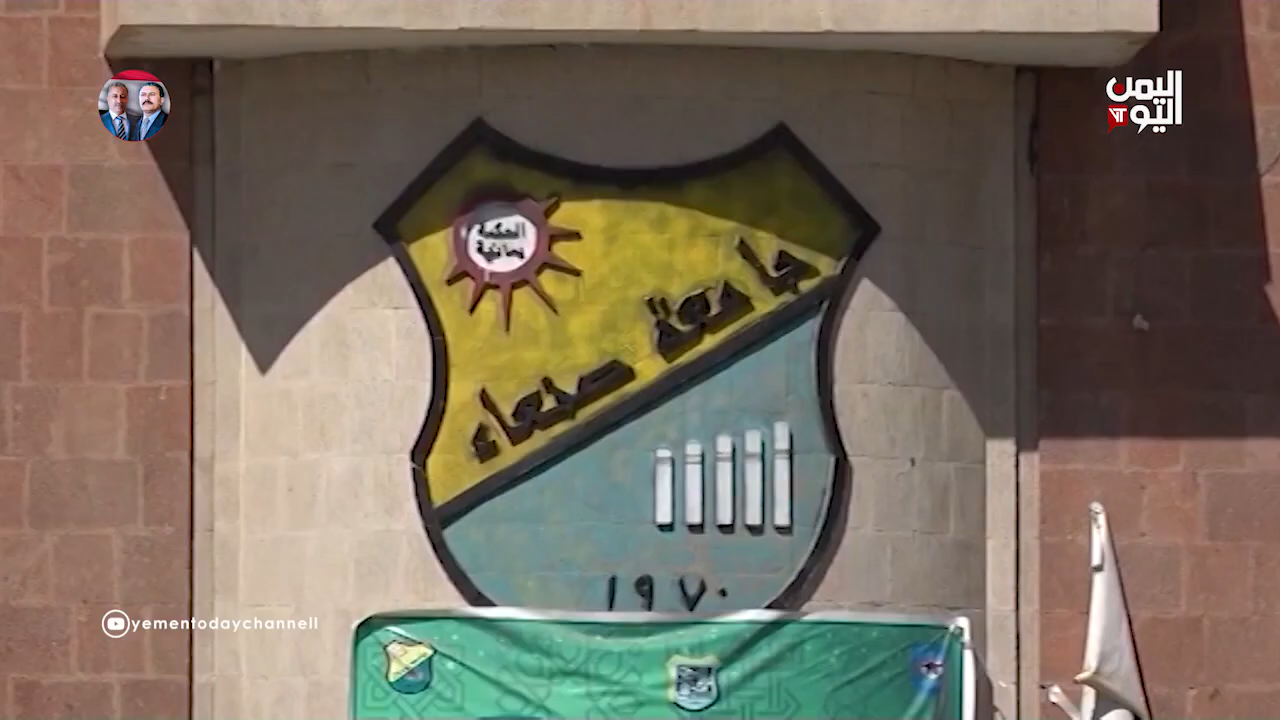 اليمن
اليوم
الحكمة
يمانية
جامعة صنعاء
١٩٧٠
yementodaychannell